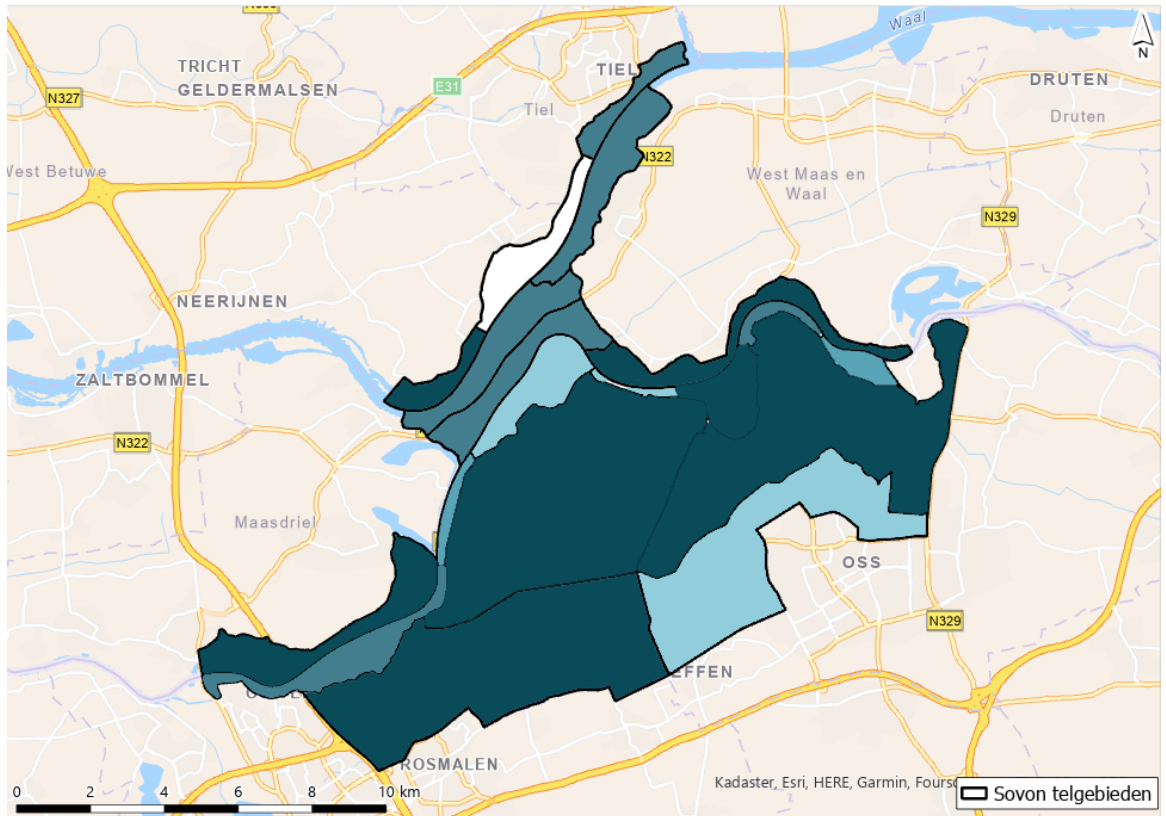 Waal
N
TIEL
TRICHT
GELDERMALSEN
DRUTEN
E31
N327
Tiel
Druten
N322
West Betuwe
West Maas en
Waal
N329
NEERIJNEN
ZALTBOMMEL
N322
Maasdriel
OSS
N329
EFFEN
ROSMALEN
Kadaster, Esri, HERE, Garmin, Foursq
Sovon telgebieden
0 2 4 6 8 10 km